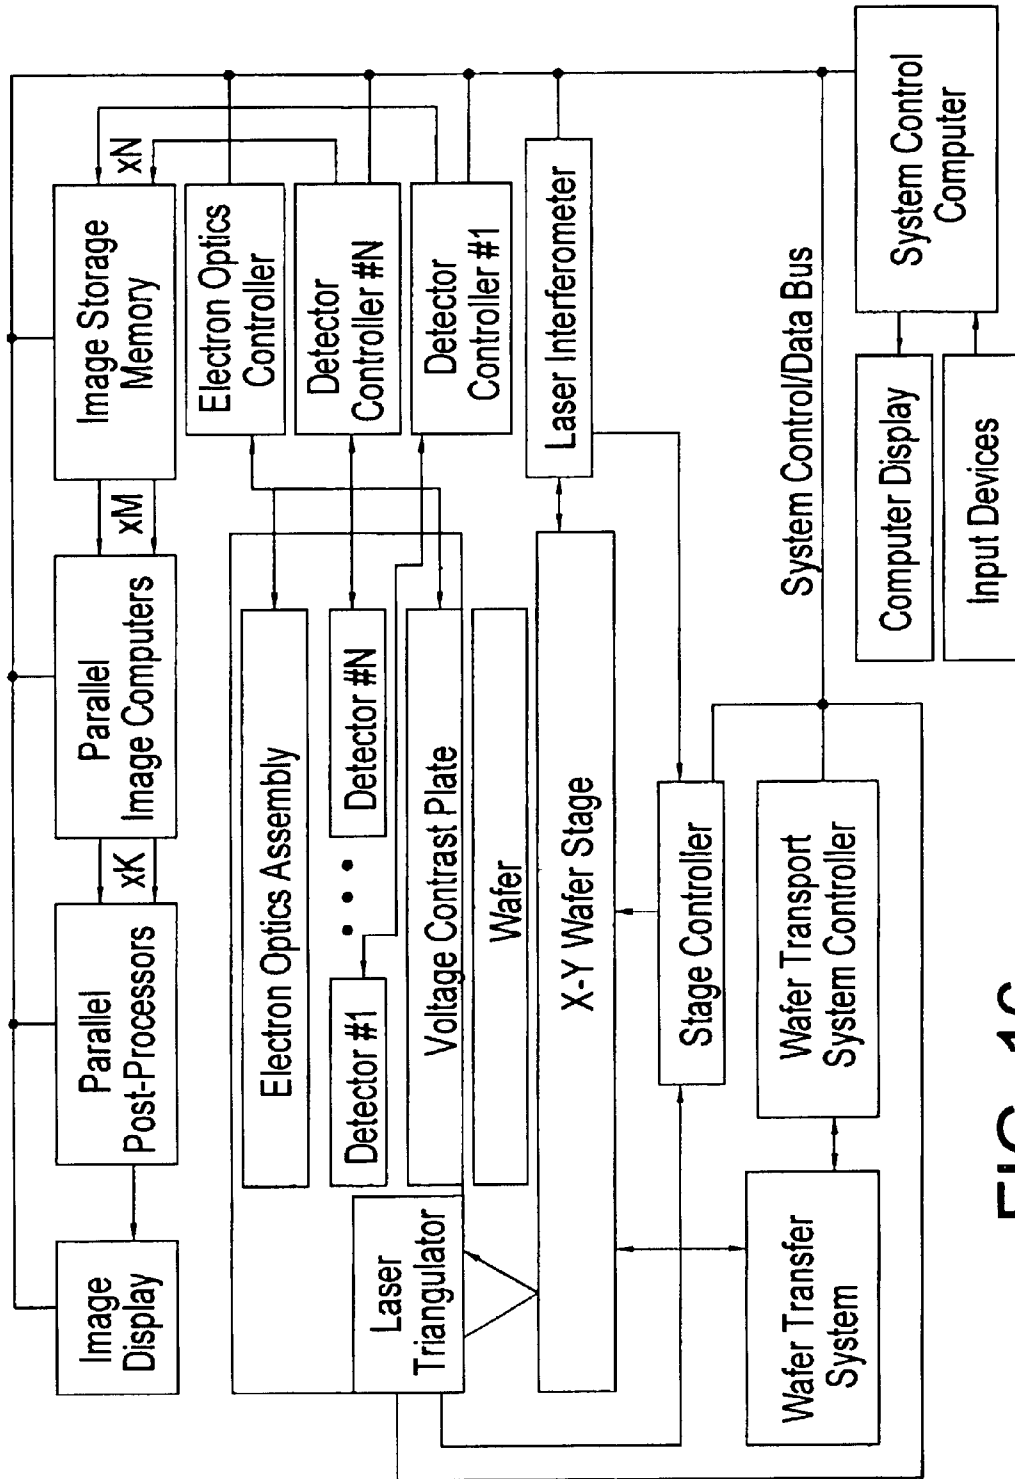 Image
Display
Parallel
Post-Processors
xK
Parallel
Image Computers
xM
Image Storage
Memory
xN
Electron Optics Assembly
Electron Optics
Controller
Detector #1
• • •
Detector #N
Detector
Controller #N
Laser
Triangulator
Voltage Contrast Plate
Detector
Controller #1
Wafer
X-Y Wafer Stage
Laser Interferometer
Stage Controller
Wafer Transfer
System
Wafer Transport
System Controller
System Control/Data Bus
System Control
Computer
Computer Display
Input Devices